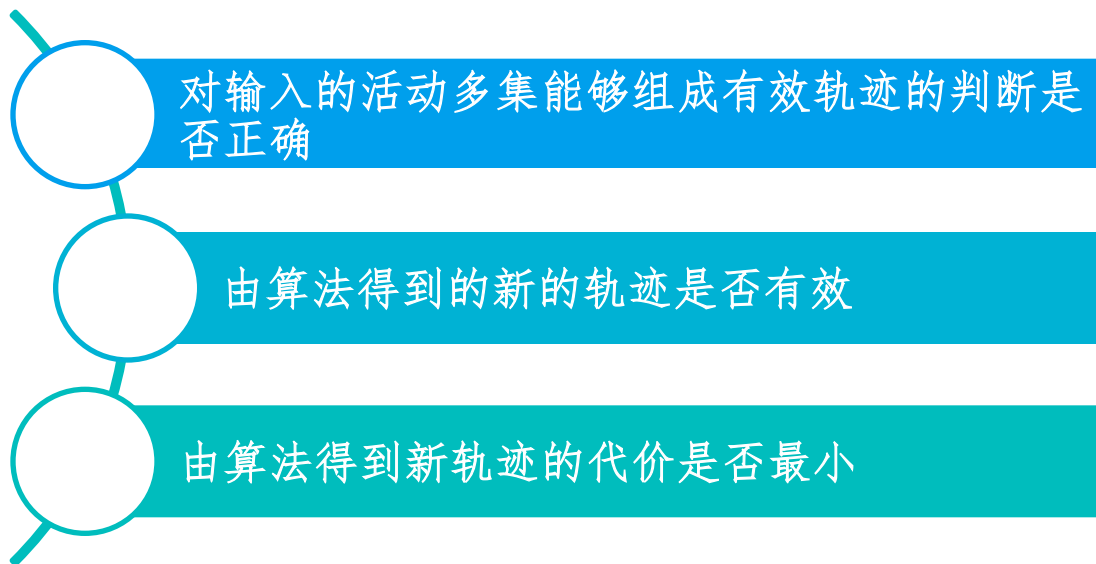 对输入的活动多集能够组成有效轨迹的判断是
否正确
由算法得到的新的轨迹是否有效
由算法得到新轨迹的代价是否最小